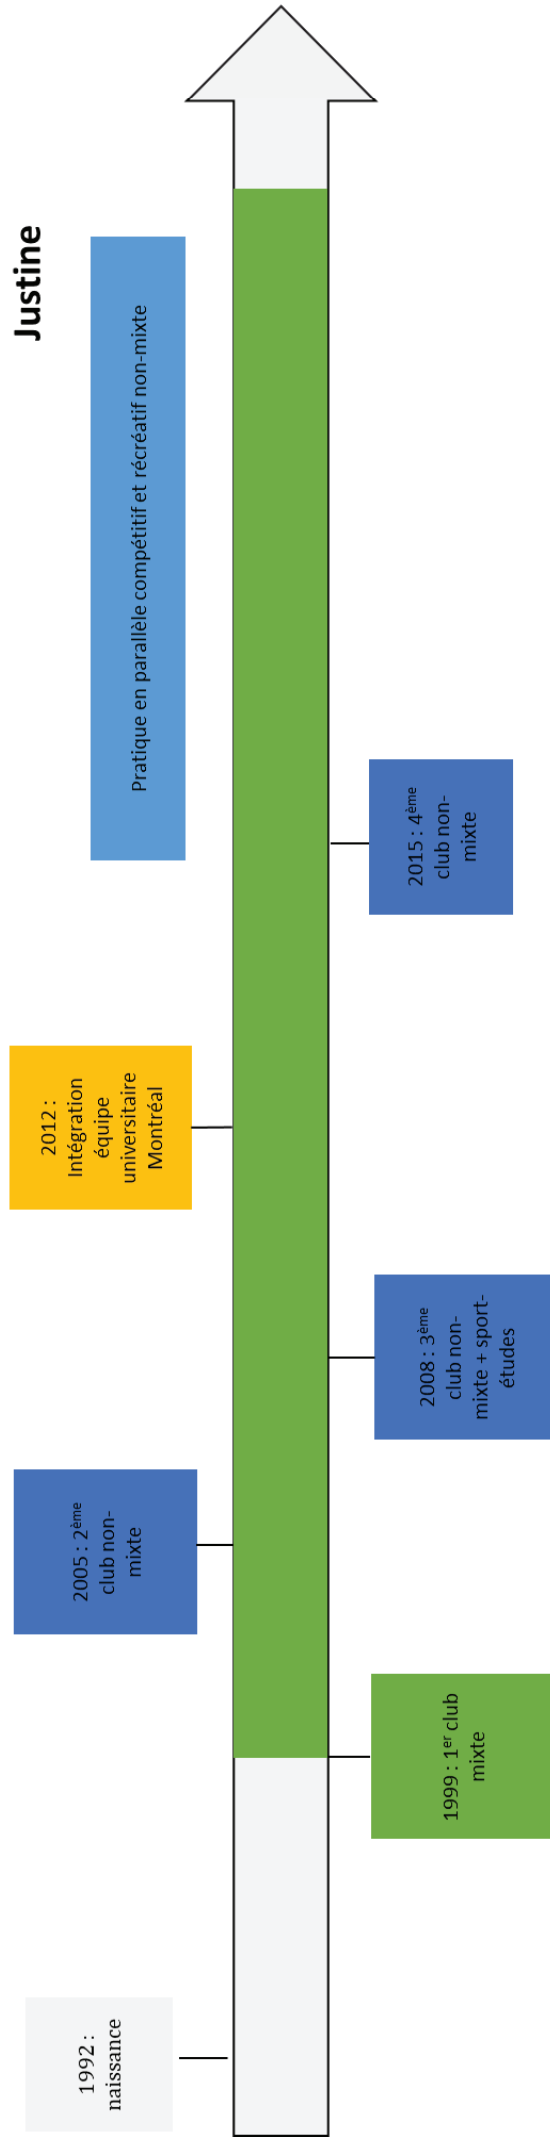 Justine
Pratique en parallèle compétitif et récréatif non-mixte
2012 :
Intégration
équipe
universitaire
Montréal
2005 : 2ème
club non-
mixte
1992 :
naissance
1999 : 1er club
mixte
2008 : 3ème
club non-
mixte + sport-
études
2015 : 4ème
club non-
mixte